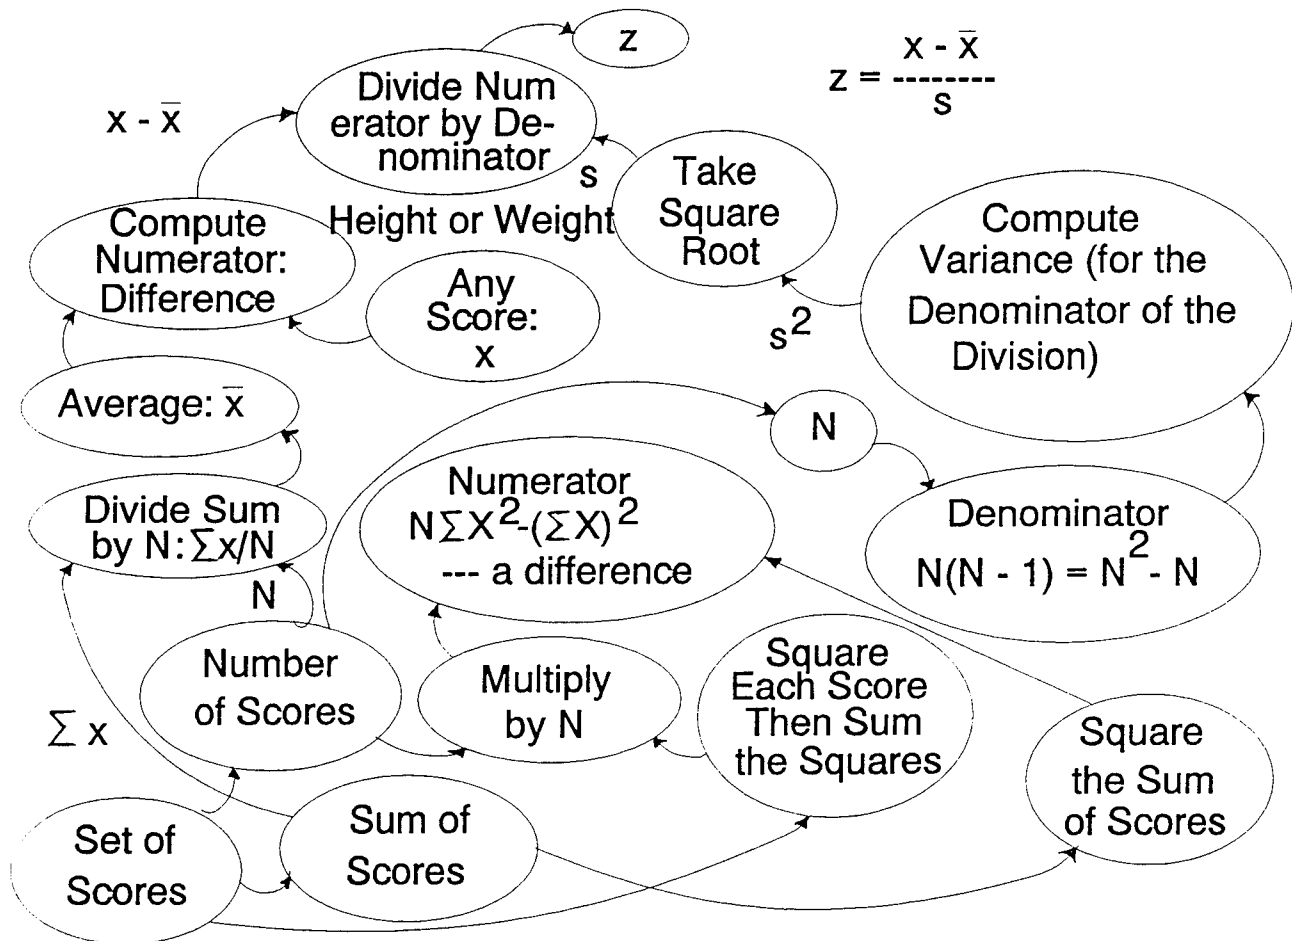 z
x - x̅
z = --------
s
Divide Num
erator by De-
nominator
x - x̅
s
Take
Square
Root
Height or Weight
Compute
Numerator:
Difference
Any
Score:
x
Compute
Variance (for the
Denominator of the
Division)
s²
Average: x̅
N
Numerator
N∑X²-(∑X)²
--- a difference
Denominator
N(N - 1) = N² - N
Divide Sum
by N: ∑x/N
N
Number
of Scores
Multiply
by N
Square
Each Score
Then Sum
the Squares
Square
the Sum
of Scores
∑ x
Set of
Scores
Sum of
Scores